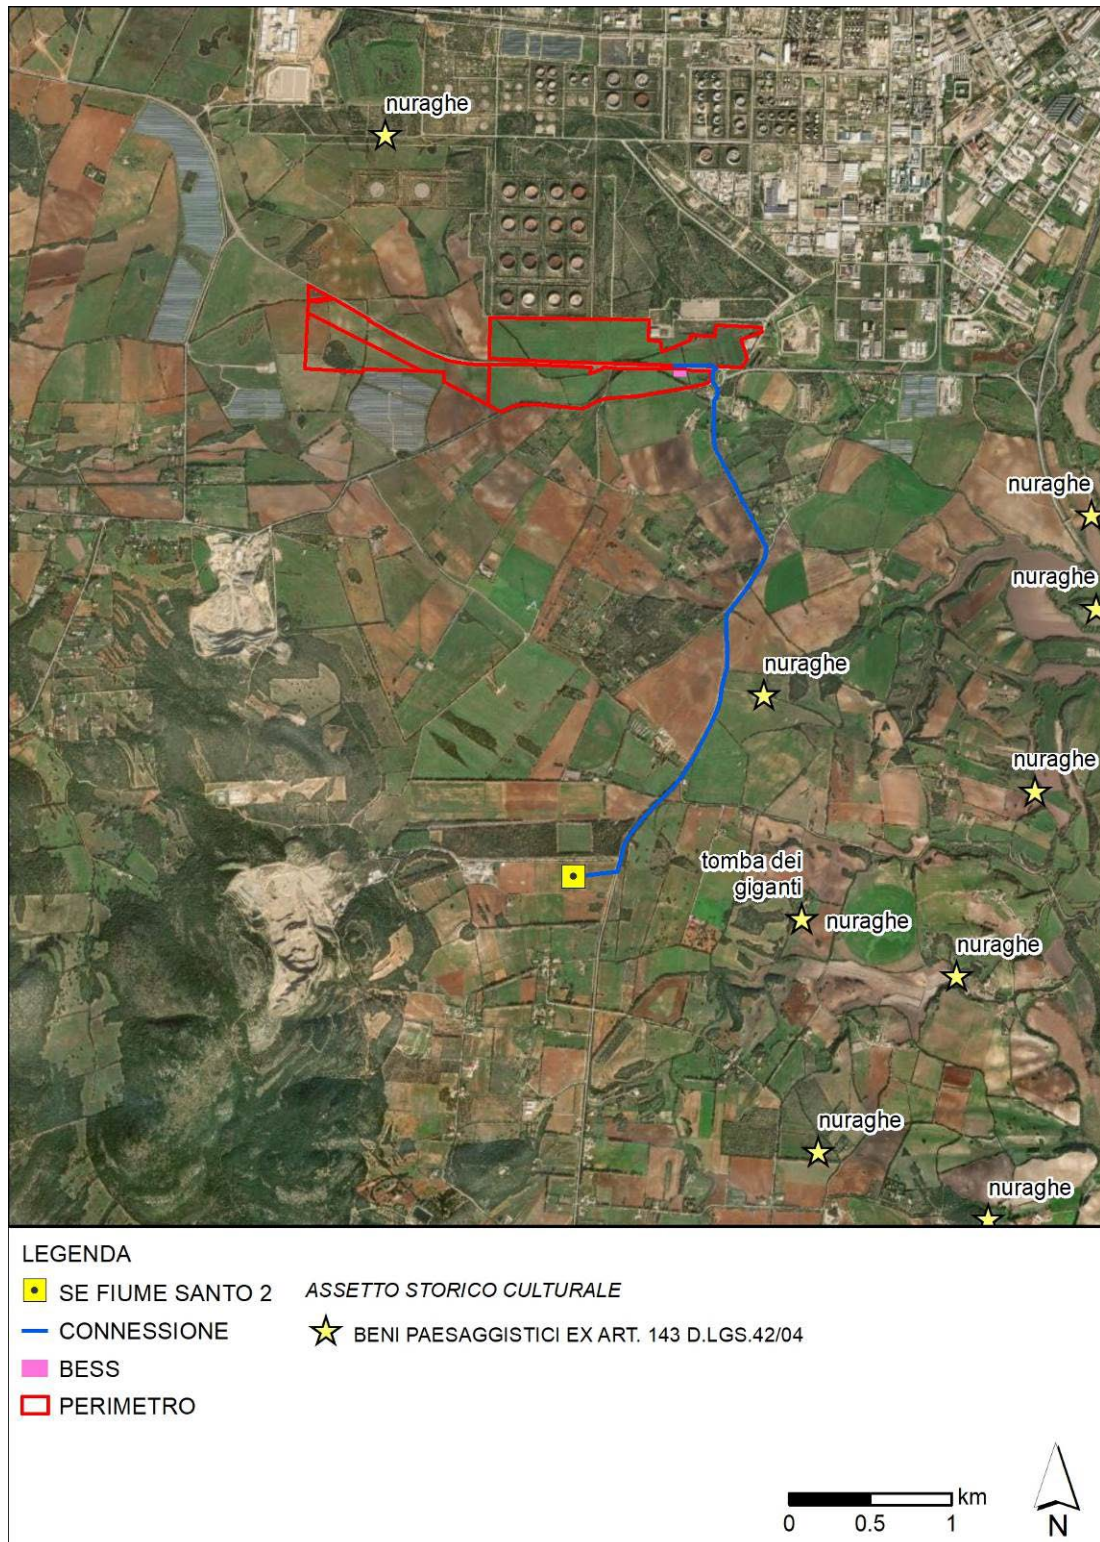 nuraghe
nuraghe
nuraghe
nuraghe
nuraghe
tomba dei
giganti
nuraghe
nuraghe
nuraghe
nuraghe
LEGENDA
SE FIUME SANTO 2
ASSETTO STORICO CULTURALE
CONNESSIONE
BENI PAESAGGISTICI EX ART. 143 D.LGS.42/04
BESS
PERIMETRO
km
0 0.5 1
N